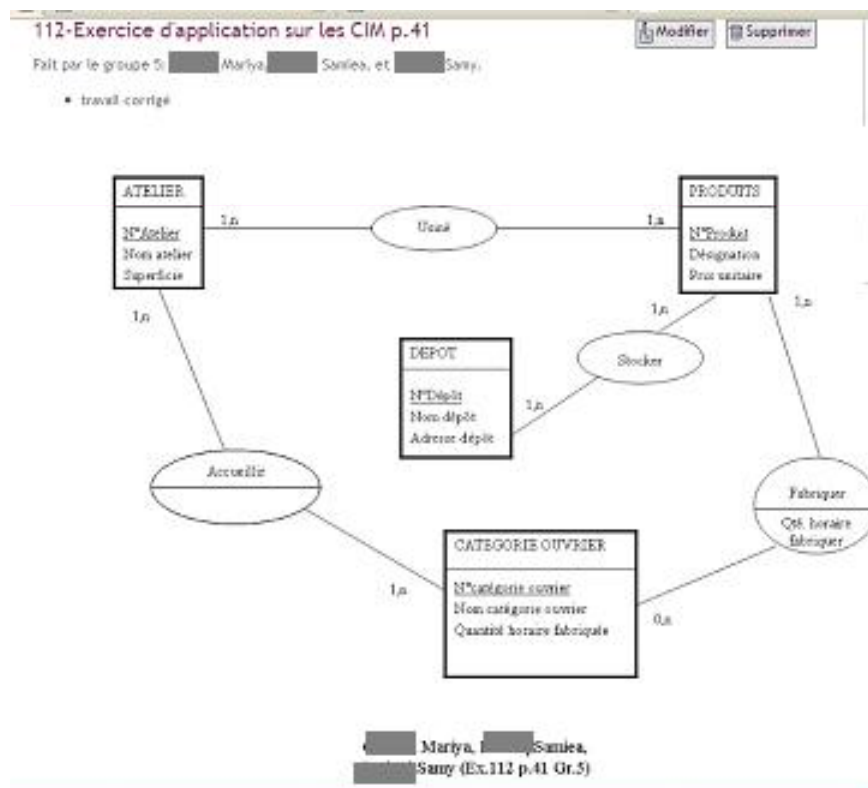 112-Exercice d'application sur les CIM p.41
Modifier
Supprimer
Fait par le groupe 5: Mariya, Samiea, et Samy.
travail corrigé
ATELIER
N°Atelier
Nom atelier
Superficie
1,n
Usiné
1,n
PRODUITS
N°Produit
Désignation
Prix unitaire
1,n
1,n
1,n
DEPOT
N°Dépôt
Nom dépôt
Adresse dépôt
Stocker
1,n
Accueillir
Fabriquer
Qté. horaire
fabriquer
CATEGORIE OUVRIER
N°catégorie ouvrier
Nom catégorie ouvrier
Quantité horaire fabriquée
1,n
0,n
Mariya, Samiea,
Samy (Ex.112 p.41 Gr.5)